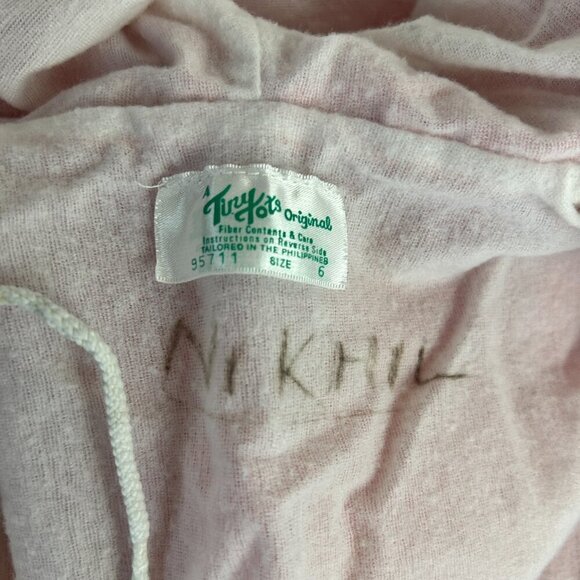 A
Tiny Tots Original
Fiber Contents & Care
Instructions on Reverse Side
TAILORED IN THE PHILIPPINES
95711 SIZE 6
NIKHIL